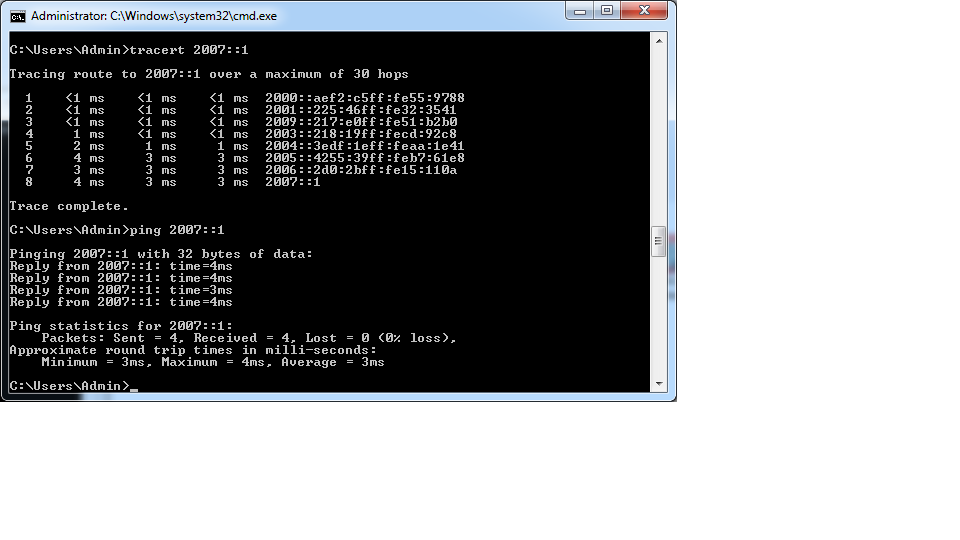 Administrator: C:\Windows\system32\cmd.exe
C:\Users\Admin>tracert 2007::1
Tracing route to 2007::1 over a maximum of 30 hops
1 <1 ms <1 ms <1 ms 2000::aef2:c5ff:fe55:9788
2 <1 ms <1 ms <1 ms 2001::225:46ff:fe32:3541
3 <1 ms <1 ms <1 ms 2009::217:e0ff:fe51:b2b0
4 1 ms <1 ms <1 ms 2003::218:19ff:fecd:92c8
5 2 ms 1 ms 1 ms 2004::3edf:1eff:feaa:1e41
6 4 ms 3 ms 3 ms 2005::4255:39ff:feb7:61e8
7 3 ms 3 ms 3 ms 2006::2d0:2bff:fe15:110a
8 4 ms 3 ms 3 ms 2007::1
Trace complete.
C:\Users\Admin>ping 2007::1
Pinging 2007::1 with 32 bytes of data:
Reply from 2007::1: time=4ms
Reply from 2007::1: time=4ms
Reply from 2007::1: time=3ms
Reply from 2007::1: time=4ms
Ping statistics for 2007::1:
Packets: Sent = 4, Received = 4, Lost = 0 (0% loss),
Approximate round trip times in milli-seconds:
Minimum = 3ms, Maximum = 4ms, Average = 3ms
C:\Users\Admin>_